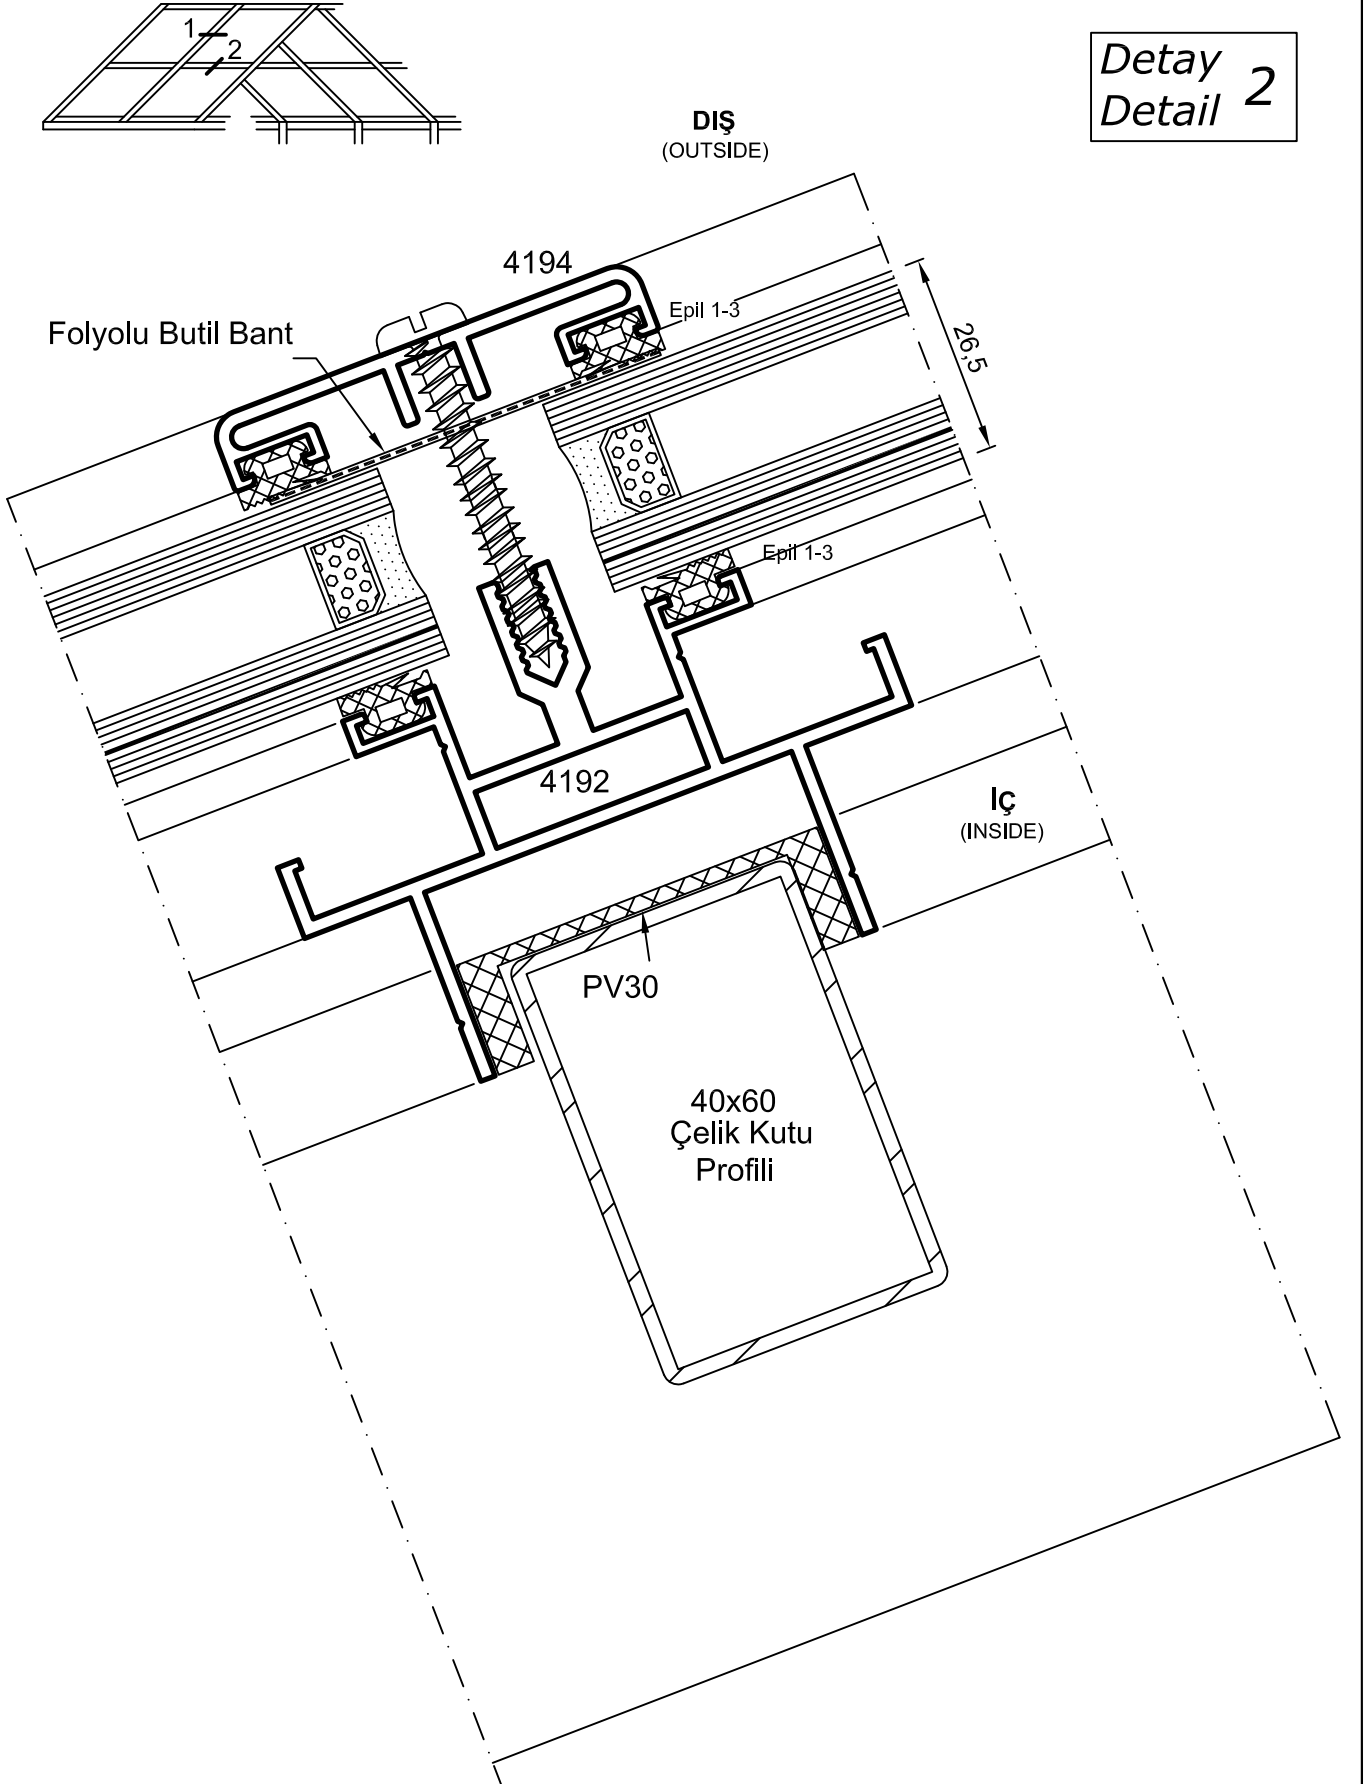 1
2
Detay
Detail 2
DIŞ
(OUTSIDE)
4194
Epil 1-3
Folyolu Butil Bant
26,5
Epil 1-3
4192
İÇ
(INSIDE)
PV30
40x60
Çelik Kutu
Profili